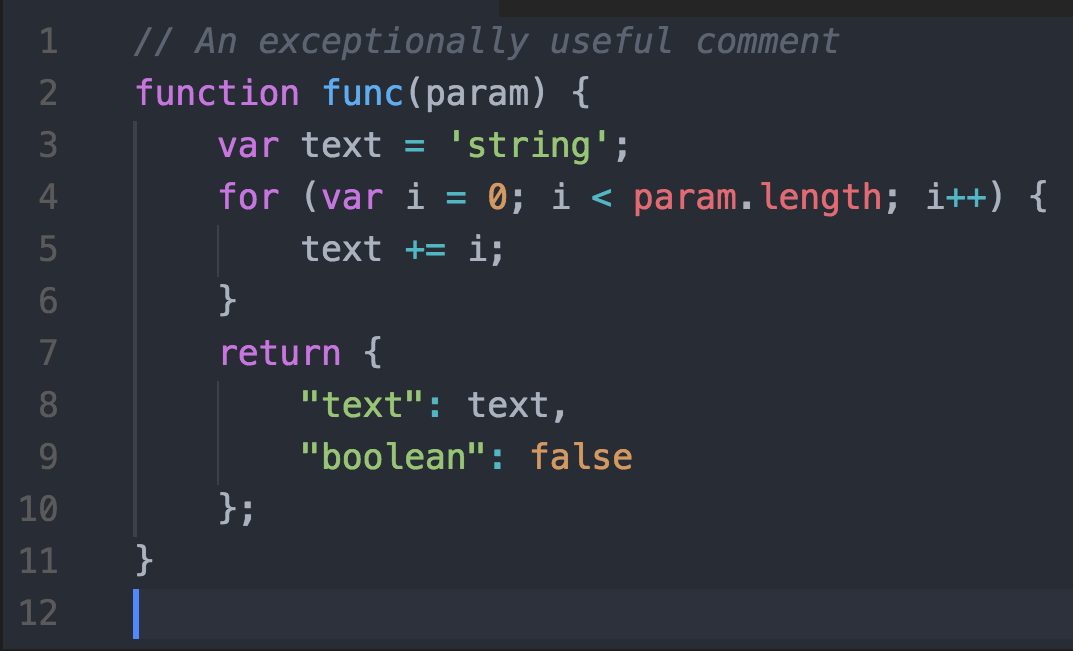 1 // An exceptionally useful comment
2 function func(param) {
3     var text = 'string';
4     for (var i = 0; i < param.length; i++) {
5         text += i;
6     }
7     return {
8         "text": text,
9         "boolean": false
10     };
11 }
12